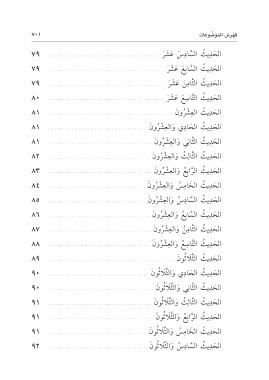 فهرس الموضوعات ٧٠١
الحَدِيثُ السَّادِسَ عَشَرَ ٧٩
الحَدِيثُ السَّابِعَ عَشَرَ ٧٩
الحَدِيثُ الثَّامِنَ عَشَرَ ٧٩
الحَدِيثُ التَّاسِعَ عَشَرَ ٨٠
الحَدِيثُ العِشْرُونَ ٨١
الحَدِيثُ الحَادِي وَالعِشْرُونَ ٨١
الحَدِيثُ الثَّانِي وَالعِشْرُونَ ٨١
الحَدِيثُ الثَّالِثُ وَالعِشْرُونَ ٨٢
الحَدِيثُ الرَّابِعُ وَالعِشْرُونَ ٨٣
الحَدِيثُ الخَامِسُ وَالعِشْرُونَ ٨٤
الحَدِيثُ السَّادِسُ وَالعِشْرُونَ ٨٥
الحَدِيثُ السَّابِعُ وَالعِشْرُونَ ٨٦
الحَدِيثُ الثَّامِنُ وَالعِشْرُونَ ٨٧
الحَدِيثُ التَّاسِعُ وَالعِشْرُونَ ٨٨
الحَدِيثُ الثَّلَاثُونَ ٨٩
الحَدِيثُ الحَادِي وَالثَّلَاثُونَ ٩٠
الحَدِيثُ الثَّانِي وَالثَّلَاثُونَ ٩٠
الحَدِيثُ الثَّالِثُ وَالثَّلَاثُونَ ٩١
الحَدِيثُ الرَّابِعُ وَالثَّلَاثُونَ ٩١
الحَدِيثُ الخَامِسُ وَالثَّلَاثُونَ ٩١
الحَدِيثُ السَّادِسُ وَالثَّلَاثُونَ ٩٢